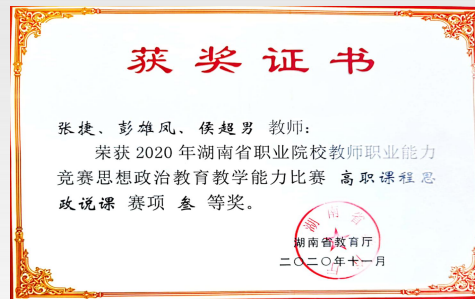 获奖证书
张捷、彭雄凤、侯超男 教师：
荣获2020年湖南省职业院校教师职业能力
竞赛思想政治教育教学能力比赛 高职课程思
政说课 赛项 叁 等奖。
湖南省教育厅
二〇二〇年十一月